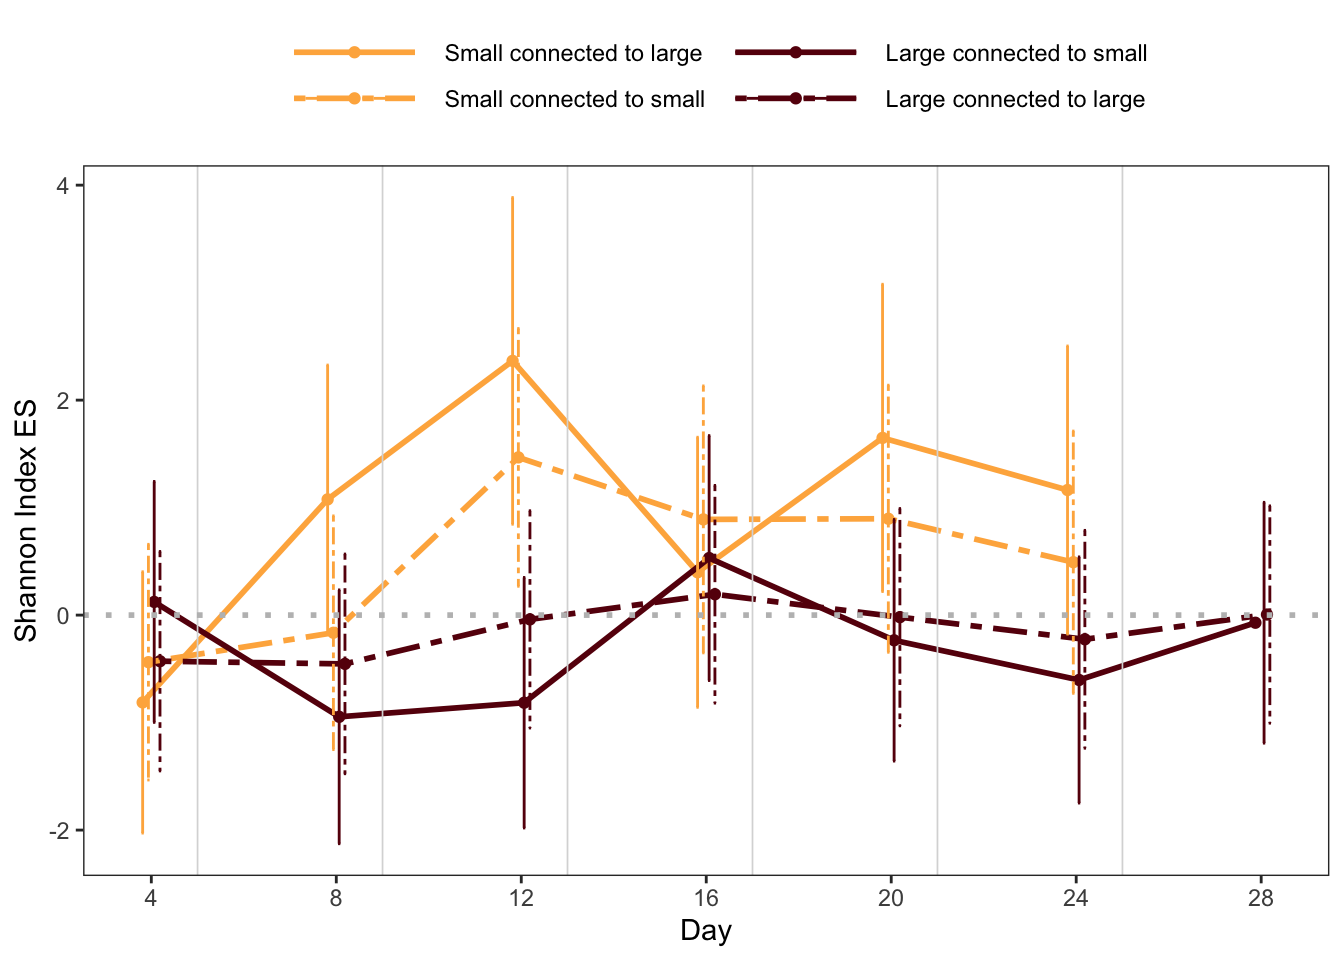 Small connected to large
Large connected to small
Small connected to small
Large connected to large
Shannon Index ES
4
2
0
-2
4 8 12 16 20 24 28
Day